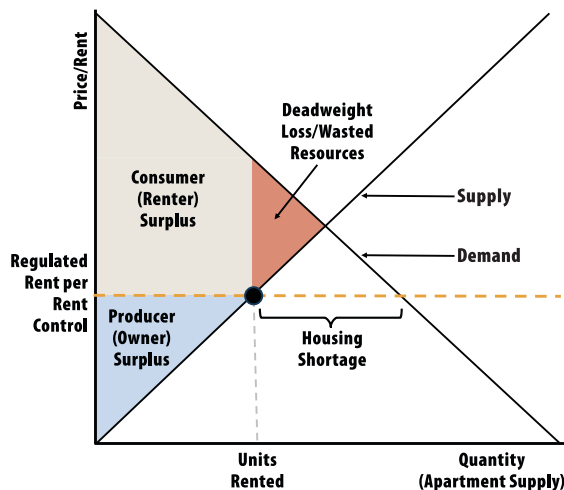 Price/Rent
Deadweight
Loss/Wasted
Resources
Consumer
(Renter)
Surplus
Supply
Demand
Regulated
Rent per
Rent
Control
Producer
(Owner)
Surplus
Housing
Shortage
Units
Rented
Quantity
(Apartment Supply)